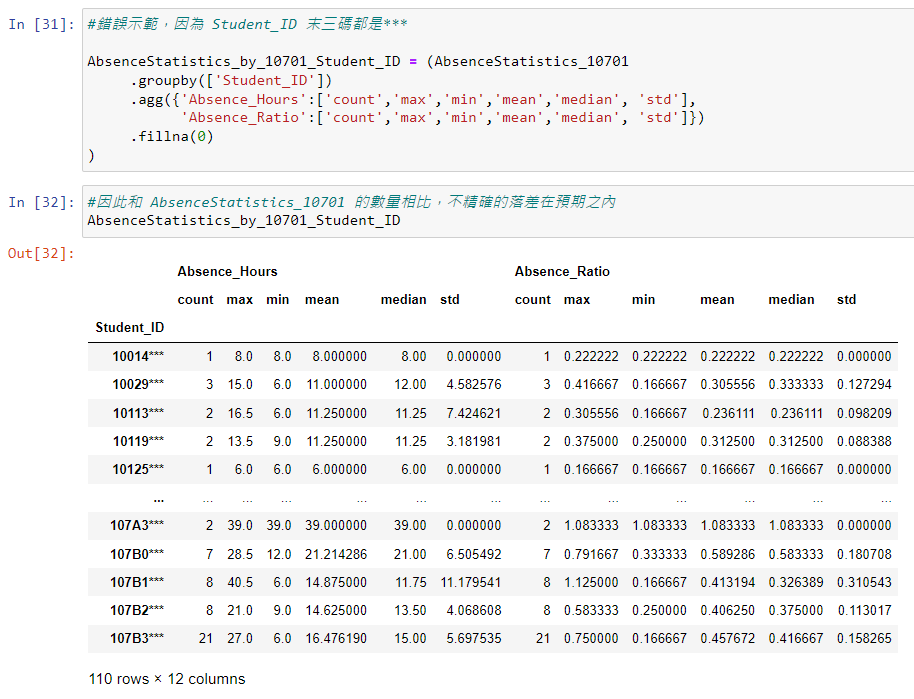 In [31]: #錯誤示範，因為 Student_ID 末三碼都是***
AbsenceStatistics_by_10701_Student_ID = (AbsenceStatistics_10701
.groupby(['Student_ID'])
.agg({'Absence_Hours':['count','max','min','mean','median', 'std'],
'Absence_Ratio':['count','max','min','mean','median', 'std']})
.fillna(0)
)
In [32]: #因此和 AbsenceStatistics_10701 的數量相比，不精確的落差在預期之內
AbsenceStatistics_by_10701_Student_ID
Out[32]:
Absence_Hours Absence_Ratio
count max min mean median std count max min mean median std
Student_ID
10014*** 1 8.0 8.0 8.000000 8.00 0.000000 1 0.222222 0.222222 0.222222 0.222222 0.000000
10029*** 3 15.0 6.0 11.000000 12.00 4.582576 3 0.416667 0.166667 0.305556 0.333333 0.127294
10113*** 2 16.5 6.0 11.250000 11.25 7.424621 2 0.305556 0.166667 0.236111 0.236111 0.098209
10119*** 2 13.5 9.0 11.250000 11.25 3.181981 2 0.375000 0.250000 0.312500 0.312500 0.088388
10125*** 1 6.0 6.0 6.000000 6.00 0.000000 1 0.166667 0.166667 0.166667 0.166667 0.000000
... ... ... ... ... ... ... ... ... ... ... ... ...
107A3*** 2 39.0 39.0 39.000000 39.00 0.000000 2 1.083333 1.083333 1.083333 1.083333 0.000000
107B0*** 7 28.5 12.0 21.214286 21.00 6.505492 7 0.791667 0.333333 0.589286 0.583333 0.180708
107B1*** 8 40.5 6.0 14.875000 11.75 11.179541 8 1.125000 0.166667 0.413194 0.326389 0.310543
107B2*** 8 21.0 9.0 14.625000 13.50 4.068608 8 0.583333 0.250000 0.406250 0.375000 0.113017
107B3*** 21 27.0 6.0 16.476190 15.00 5.697535 21 0.750000 0.166667 0.457672 0.416667 0.158265
110 rows × 12 columns